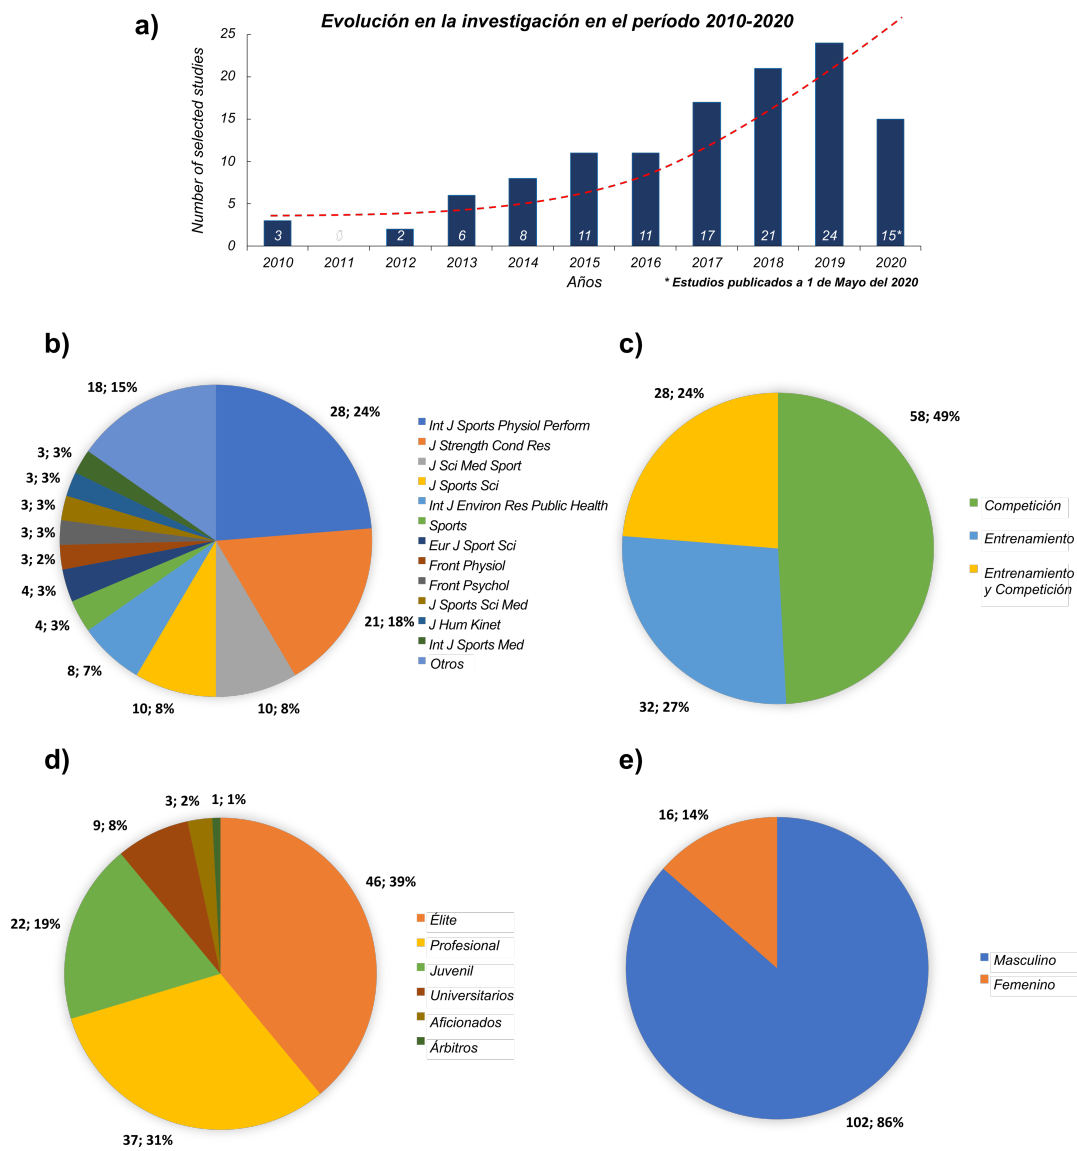 a)
Evolución en la investigación en el período 2010-2020
Number of selected studies
25
20
15
10
5
0
3
0
2
6
8
11
11
17
21
24
15*
2010
2011
2012
2013
2014
2015
2016
2017
2018
2019
2020
Años
* Estudios publicados a 1 de Mayo del 2020
b)
28; 24%
21; 18%
10; 8%
10; 8%
8; 7%
4; 3%
4; 3%
3; 2%
3; 3%
3; 3%
3; 3%
3; 3%
18; 15%
Int J Sports Physiol Perform
J Strength Cond Res
J Sci Med Sport
J Sports Sci
Int J Environ Res Public Health
Sports
Eur J Sport Sci
Front Physiol
Front Psychol
J Sports Sci Med
J Hum Kinet
Int J Sports Med
Otros
c)
28; 24%
58; 49%
32; 27%
Competición
Entrenamiento
Entrenamiento
y Competición
d)
3; 2%
1; 1%
9; 8%
46; 39%
22; 19%
37; 31%
Élite
Profesional
Juvenil
Universitarios
Aficionados
Árbitros
e)
16; 14%
102; 86%
Masculino
Femenino